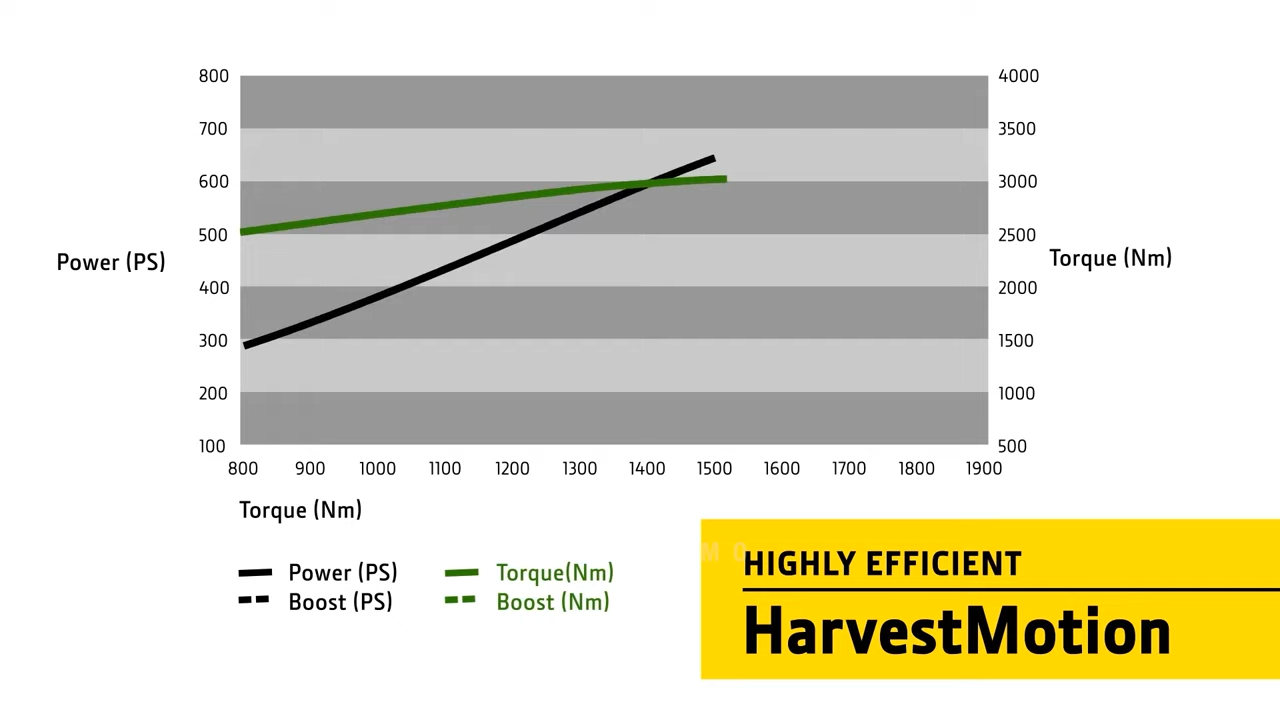 800 4000
700 3500
600 3000
500 2500
Power (PS) Torque (Nm)
400 2000
300 1500
200 1000
100 500
800 900 1000 1100 1200 1300 1400 1500 1600 1700 1800 1900
Torque (Nm)
Power (PS) Torque(Nm)
Boost (PS) Boost (Nm)
HIGHLY EFFICIENT
HarvestMotion